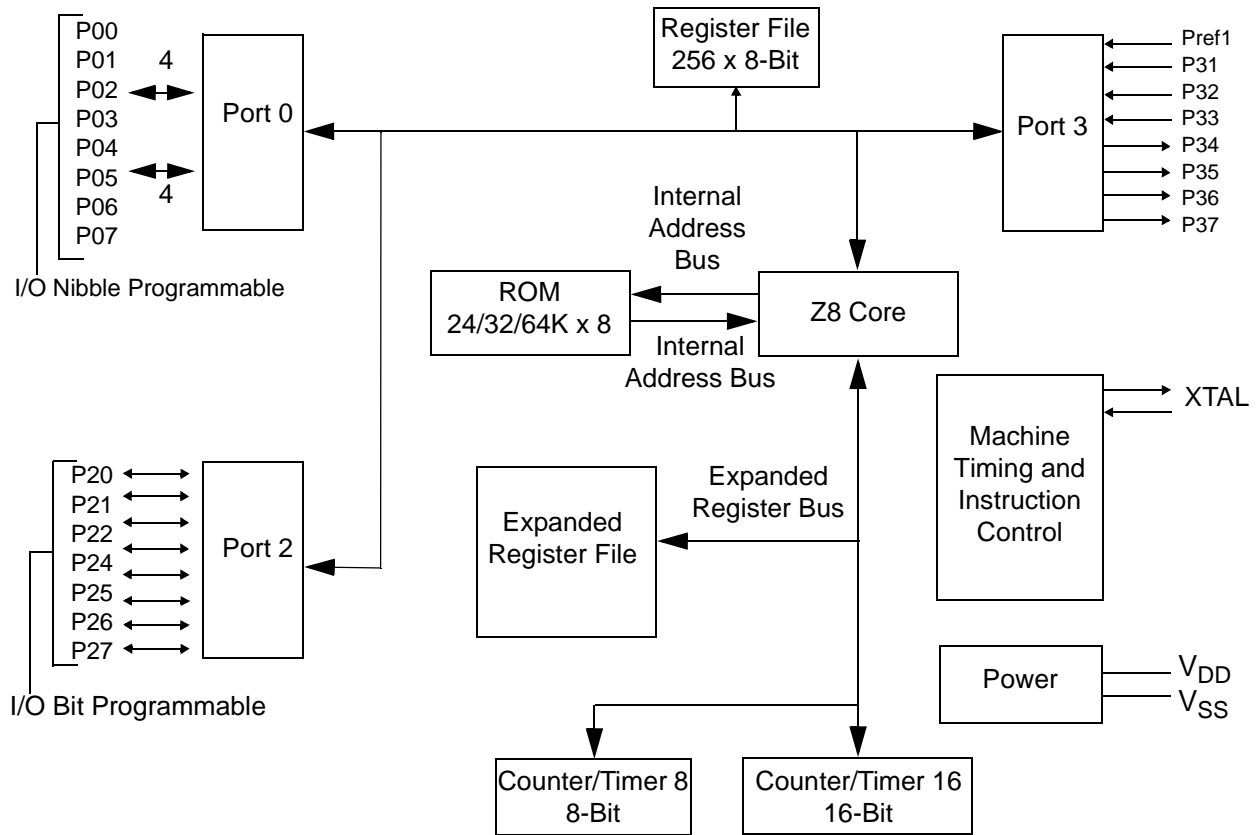 P00
P01
P02
P03
P04
P05
P06
P07
4
4
Port 0
I/O Nibble Programmable
Register File
256 x 8-Bit
Port 3
Pref1
P31
P32
P33
P34
P35
P36
P37
Internal
Address
Bus
ROM
24/32/64K x 8
Z8 Core
Internal
Address Bus
XTAL
Machine
Timing and
Instruction
Control
P20
P21
P22
P24
P25
P26
P27
Port 2
I/O Bit Programmable
Expanded
Register File
Expanded
Register Bus
Power
VDD
VSS
Counter/Timer 8
8-Bit
Counter/Timer 16
16-Bit